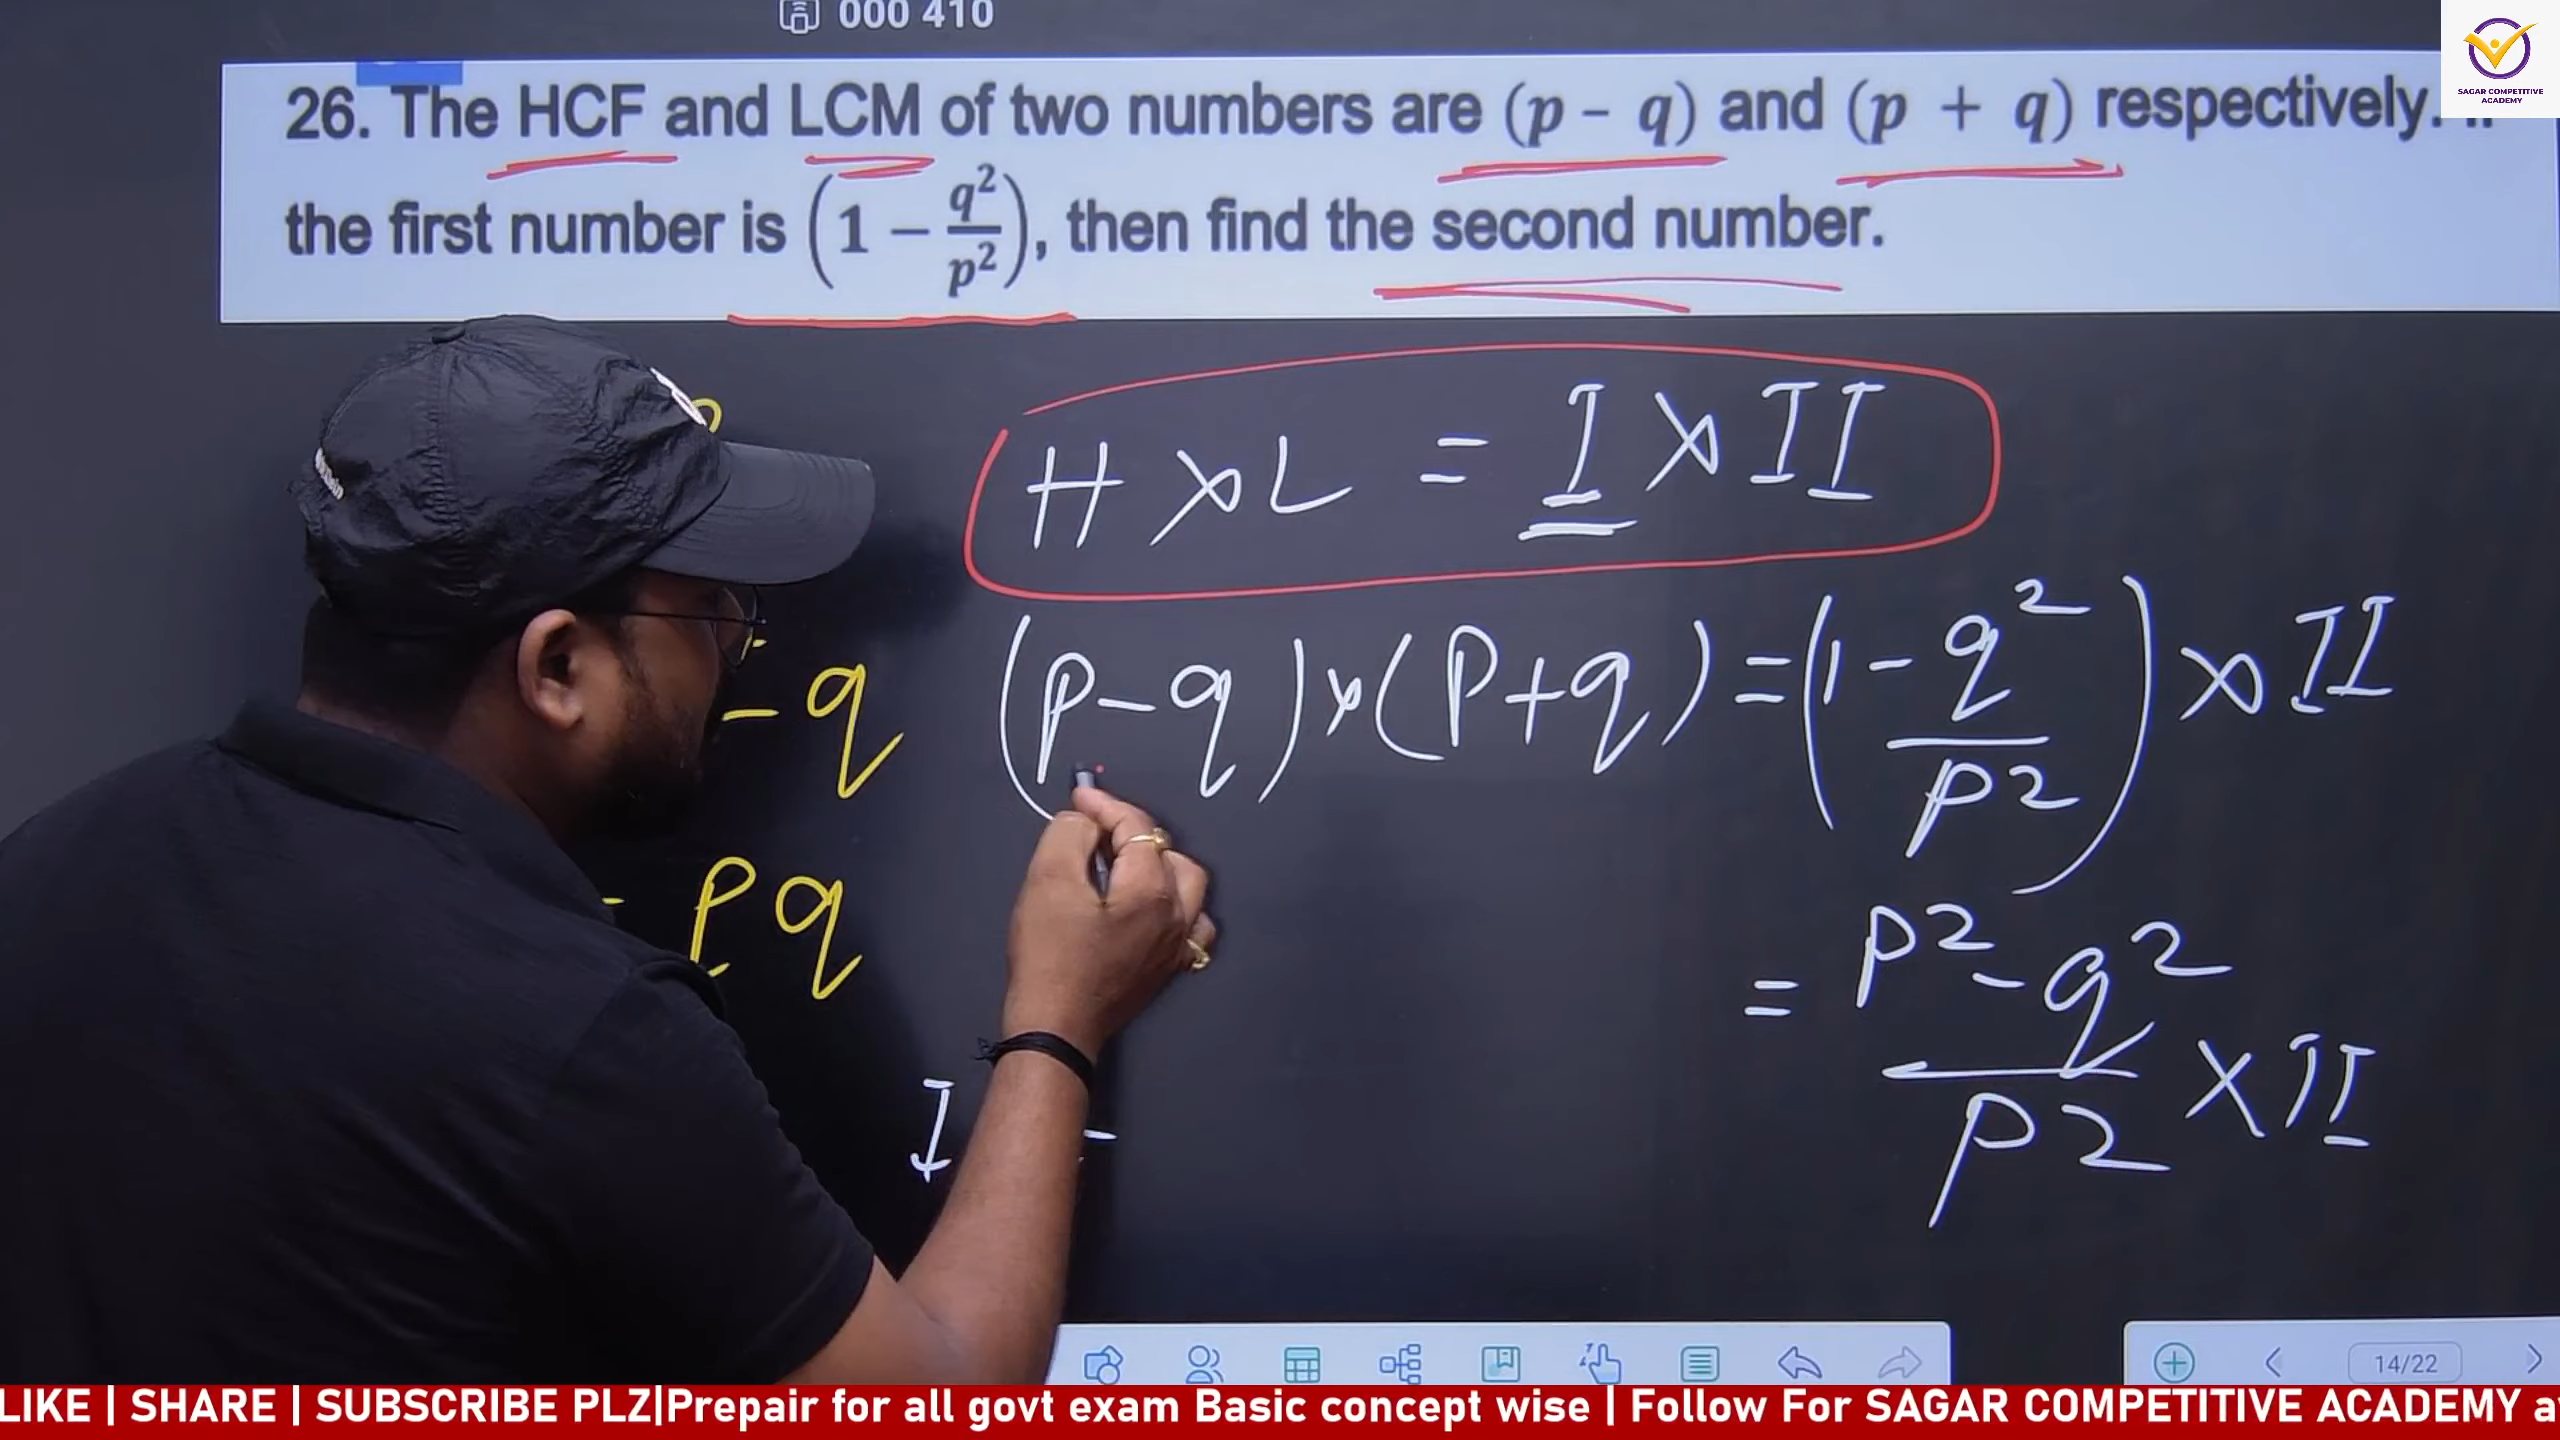 000 410
SAGAR COMPETITIVE
ACADEMY
26. The HCF and LCM of two numbers are (p - q) and (p + q) respectively.
the first number is (1 - q²/p²), then find the second number.
H × L = I × II
(p - q) × (p + q) = (1 - q²/p²) × II
- q
= p² - q²/p² × II
- pq
I
14/22
LIKE | SHARE | SUBSCRIBE PLZ|Prepair for all govt exam Basic concept wise | Follow For SAGAR COMPETITIVE ACADEMY